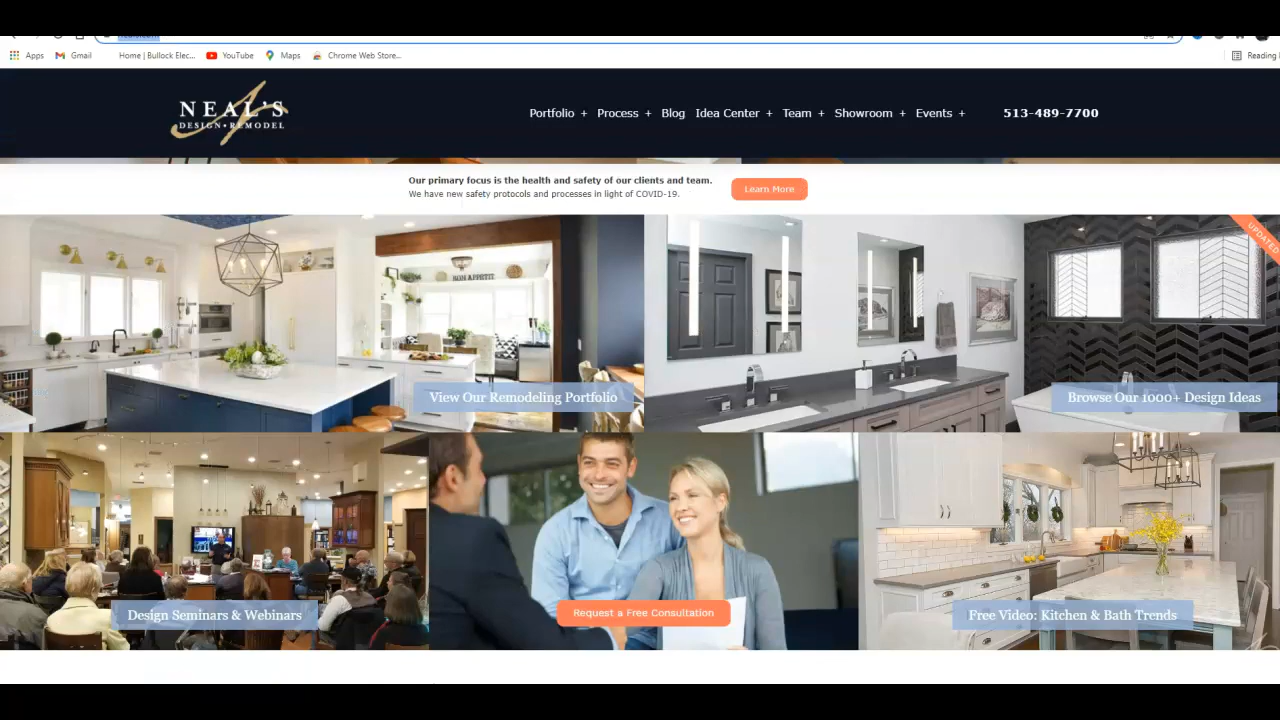 Apps
Gmail
Home | Bullock Elec...
YouTube
Maps
Chrome Web Store...
Reading
NEAL'S
DESIGN • REMODEL
Portfolio +
Process +
Blog
Idea Center +
Team +
Showroom +
Events +
513-489-7700
Our primary focus is the health and safety of our clients and team.
We have new safety protocols and processes in light of COVID-19.
Learn More
UPDATED
BON APPETIT
View Our Remodeling Portfolio
Browse Our 1000+ Design Ideas
Design Seminars & Webinars
Request a Free Consultation
Free Video: Kitchen & Bath Trends